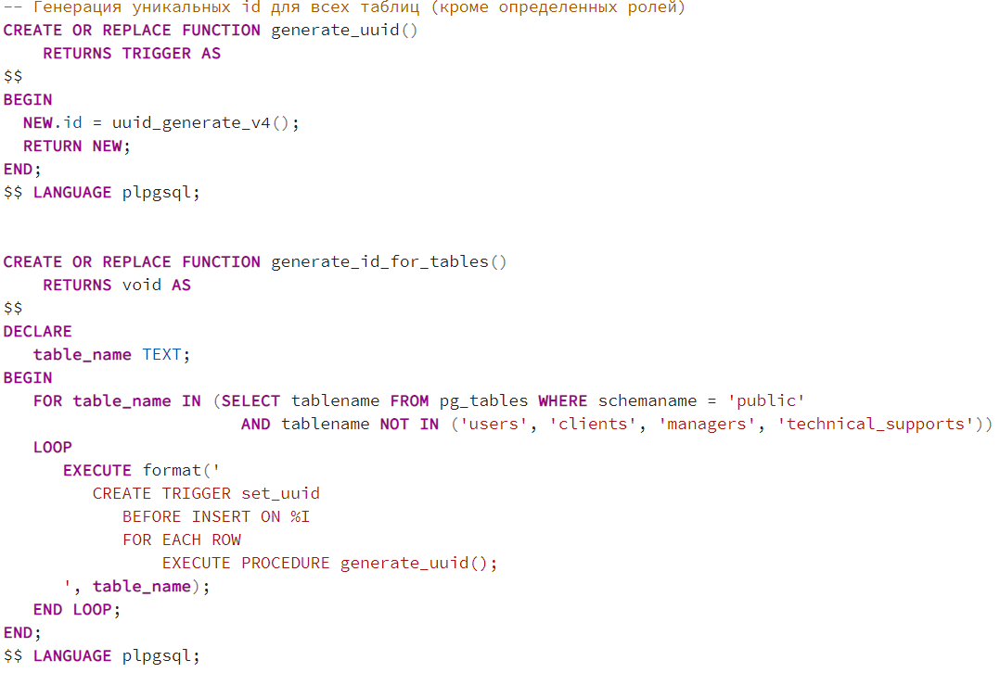 -- Генерация уникальных id для всех таблиц (кроме определенных ролей)
CREATE OR REPLACE FUNCTION generate_uuid()
    RETURNS TRIGGER AS
$$
BEGIN
  NEW.id = uuid_generate_v4();
  RETURN NEW;
END;
$$ LANGUAGE plpgsql;

CREATE OR REPLACE FUNCTION generate_id_for_tables()
    RETURNS void AS
$$
DECLARE
   table_name TEXT;
BEGIN
   FOR table_name IN (SELECT tablename FROM pg_tables WHERE schemaname = 'public'
                        AND tablename NOT IN ('users', 'clients', 'managers', 'technical_supports'))
   LOOP
      EXECUTE format('
         CREATE TRIGGER set_uuid
            BEFORE INSERT ON %I
            FOR EACH ROW
                EXECUTE PROCEDURE generate_uuid();
      ', table_name);
   END LOOP;
END;
$$ LANGUAGE plpgsql;